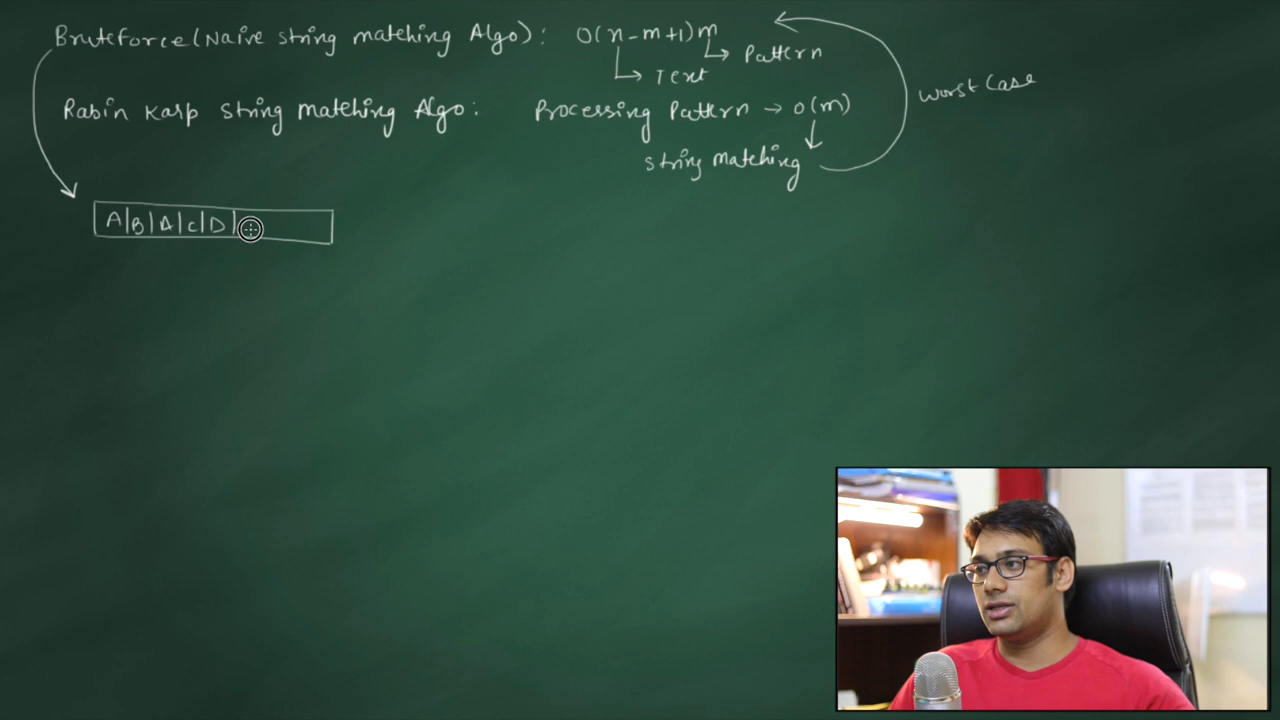 Bruteforce(Naive string matching Algo): O(n-m+1)m
Pattern
Text
worst case
Rabin Karp string matching Algo: Processing Pattern → O(m)
string matching
A|B|A|C|D|